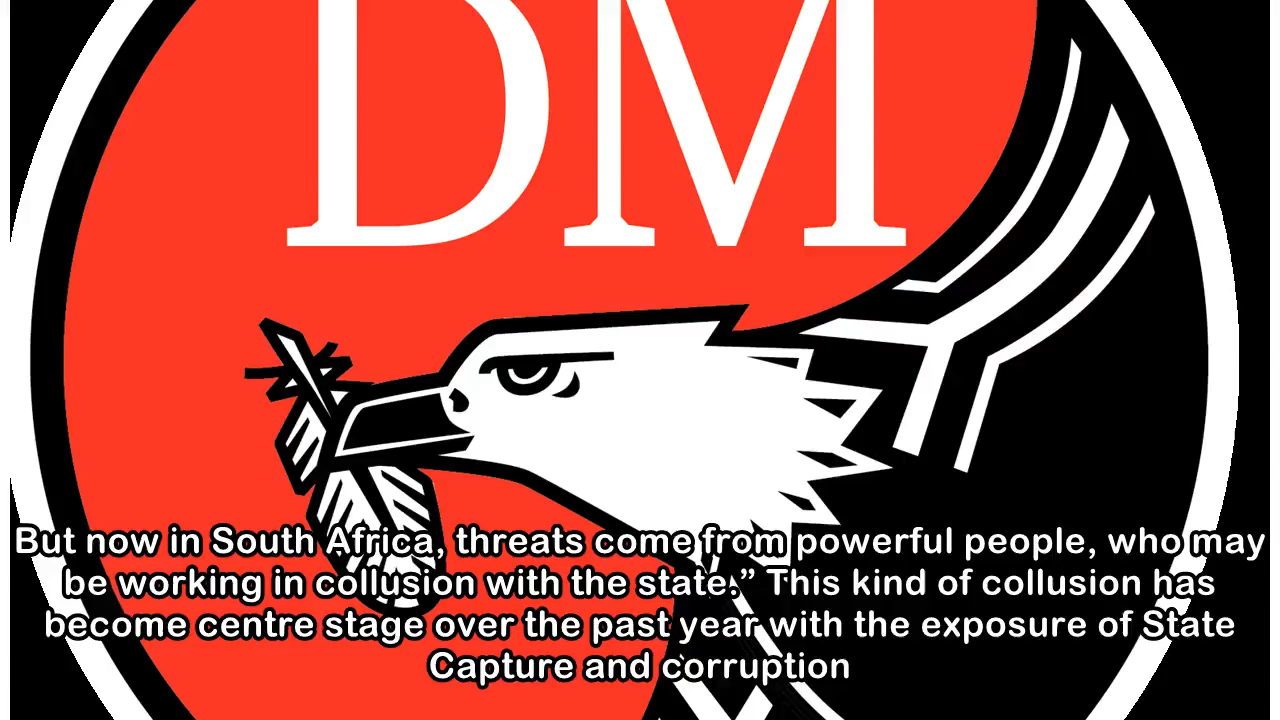 DM
But now in South Africa, threats come from powerful people, who may
be working in collusion with the state.” This kind of collusion has
become centre stage over the past year with the exposure of State
Capture and corruption